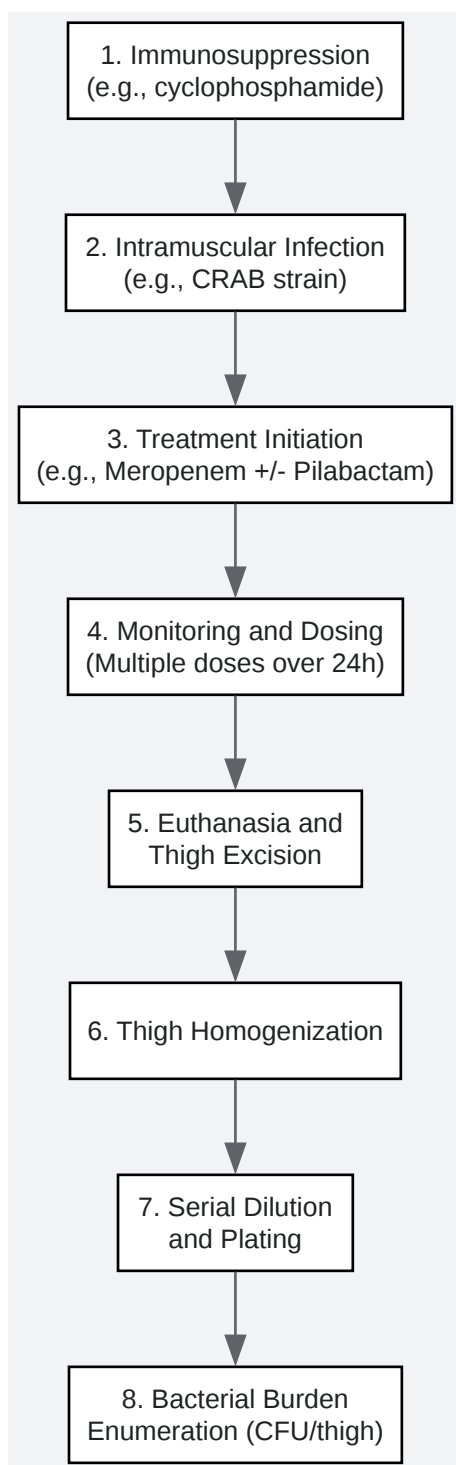 1. Immunosuppression
(e.g., cyclophosphamide)
2. Intramuscular Infection
(e.g., CRAB strain)
3. Treatment Initiation
(e.g., Meropenem +/- Pilabactam)
4. Monitoring and Dosing
(Multiple doses over 24h)
5. Euthanasia and
Thigh Excision
6. Thigh Homogenization
7. Serial Dilution
and Plating
8. Bacterial Burden
Enumeration (CFU/thigh)